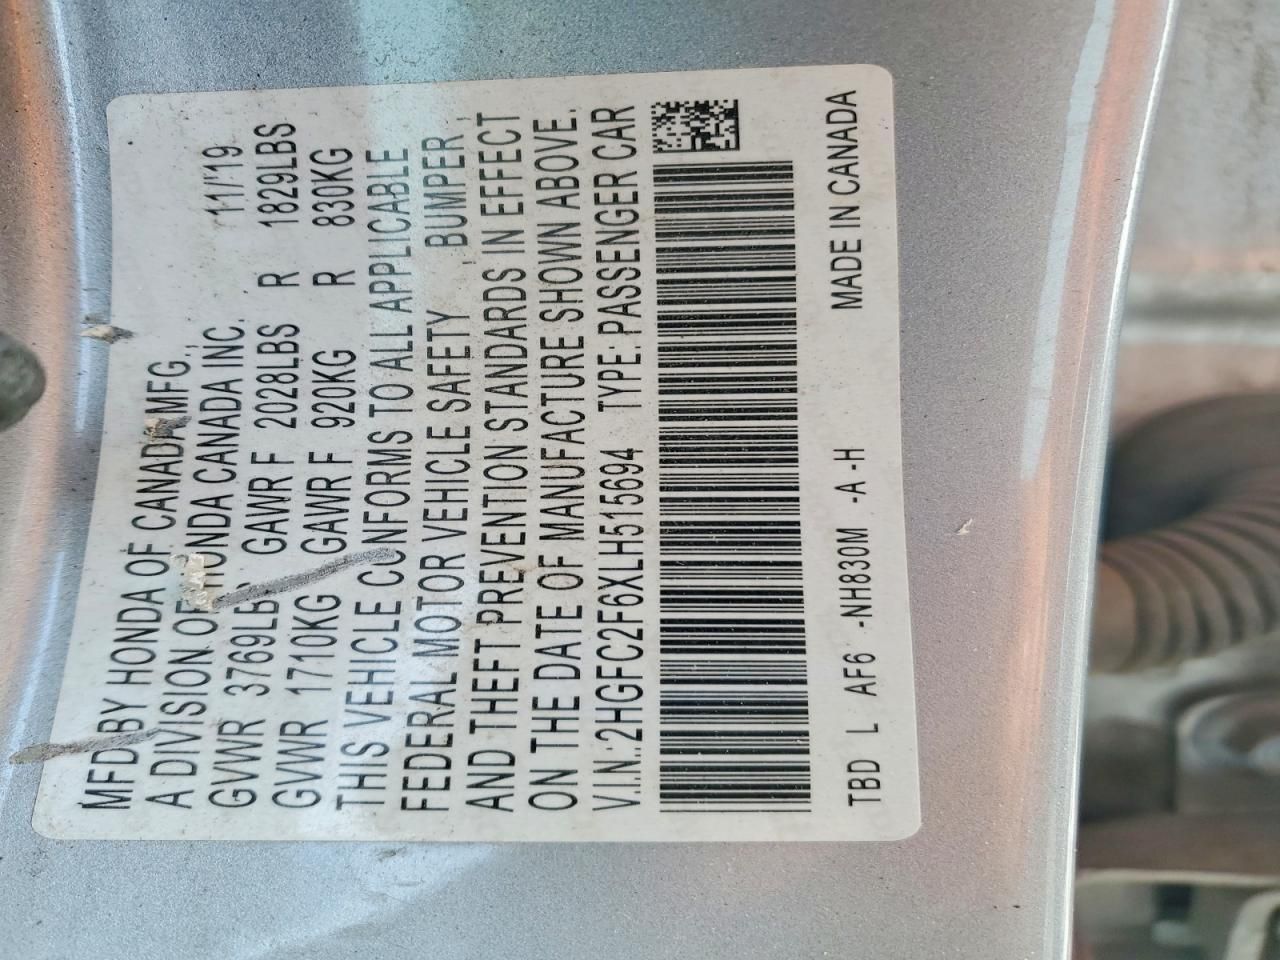 MFD BY HONDA OF CANADA MFG.,
A DIVISION OF HONDA CANADA INC. 11/'19
GVWR 3769LBS GAWR F 2028LBS R 1829LBS
GVWR 1710KG GAWR F 920KG R 830KG
THIS VEHICLE CONFORMS TO ALL APPLICABLE
FEDERAL MOTOR VEHICLE SAFETY, BUMPER,
AND THEFT PREVENTION STANDARDS IN EFFECT
ON THE DATE OF MANUFACTURE SHOWN ABOVE.
V.I.N.:2HGFC2F6XLH515694 TYPE: PASSENGER CAR
TBD L AF6 -NH830M -A -H MADE IN CANADA